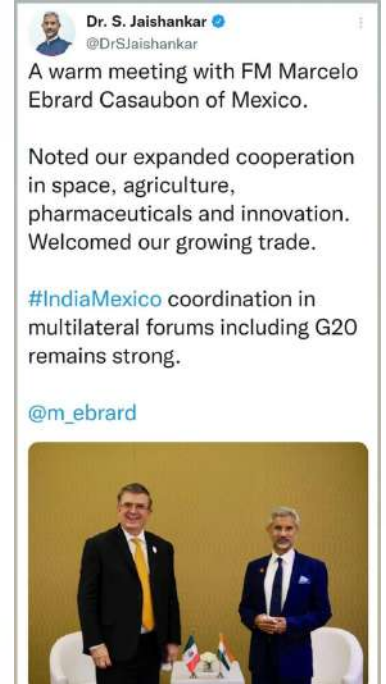 Dr. S. Jaishankar
@DrSJaishankar
A warm meeting with FM Marcelo
Ebrard Casaubon of Mexico.
Noted our expanded cooperation
in space, agriculture,
pharmaceuticals and innovation.
Welcomed our growing trade.
#IndiaMexico coordination in
multilateral forums including G20
remains strong.
@m_ebrard